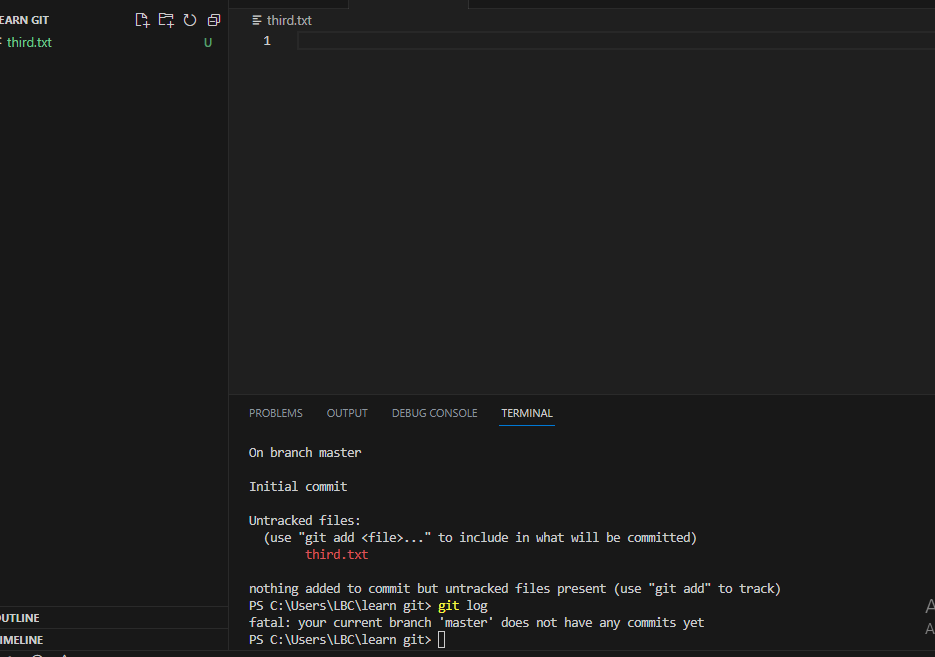 EARN GIT
third.txt
U
third.txt
1
PROBLEMS OUTPUT DEBUG CONSOLE TERMINAL
On branch master
Initial commit
Untracked files:
(use "git add <file>..." to include in what will be committed)
third.txt
nothing added to commit but untracked files present (use "git add" to track)
PS C:\Users\LBC\learn git> git log
fatal: your current branch 'master' does not have any commits yet
PS C:\Users\LBC\learn git>
OUTLINE
IMELINE
A
A